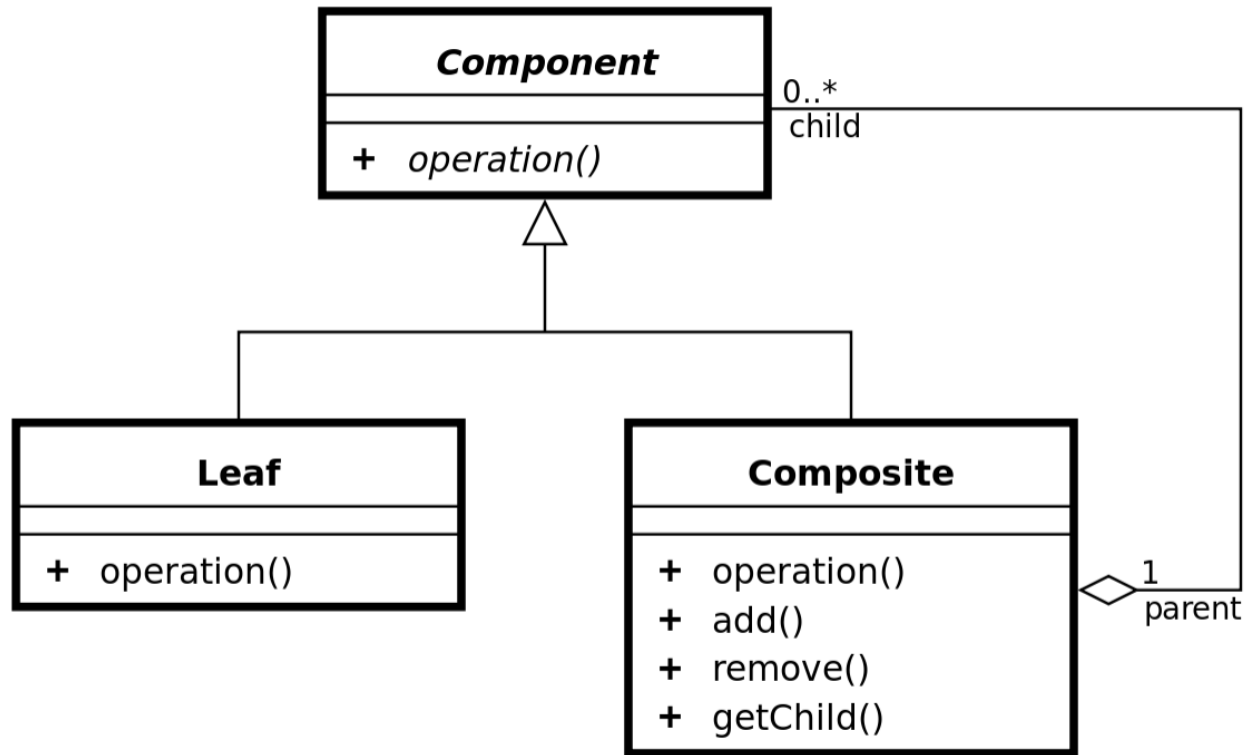 Component
+ operation()
0..*
child
Leaf
+ operation()
Composite
+ operation()
+ add()
+ remove()
+ getChild()
1
parent